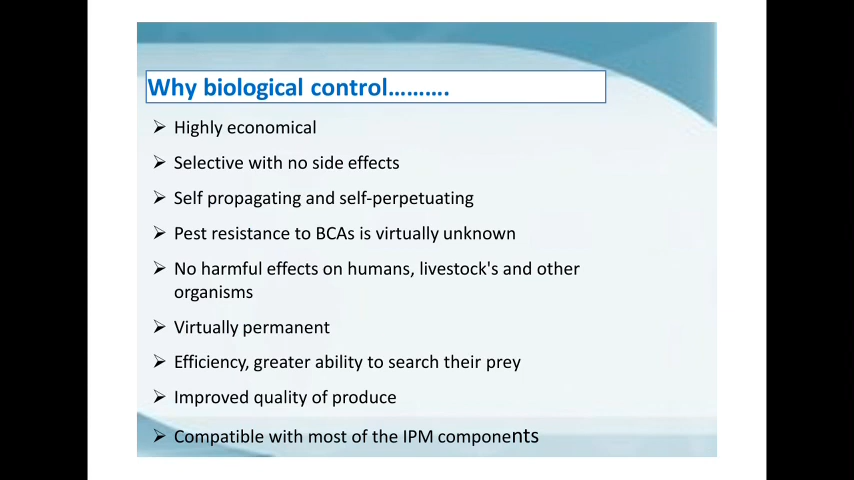 Why biological control……….
➢ Highly economical
➢ Selective with no side effects
➢ Self propagating and self-perpetuating
➢ Pest resistance to BCAs is virtually unknown
➢ No harmful effects on humans, livestock's and other
organisms
➢ Virtually permanent
➢ Efficiency, greater ability to search their prey
➢ Improved quality of produce
➢ Compatible with most of the IPM components